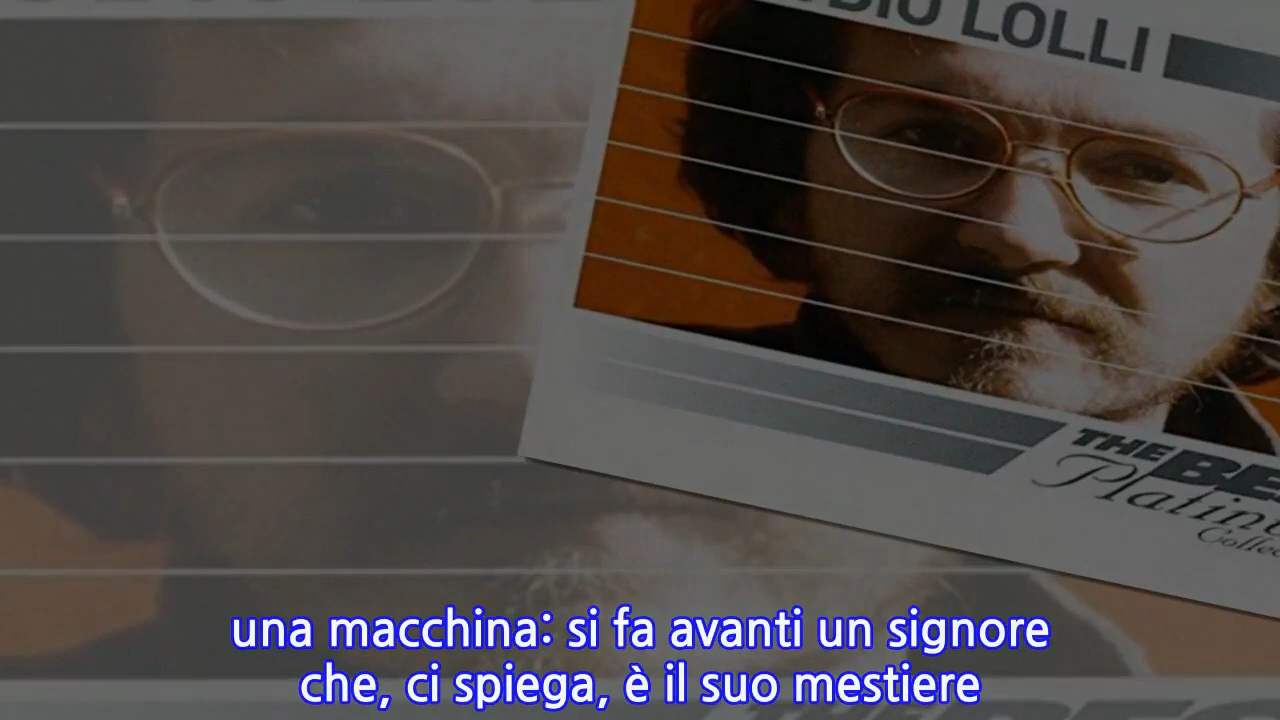 LOLLI
THE
una macchina: si fa avanti un signore
che, ci spiega, è il suo mestiere